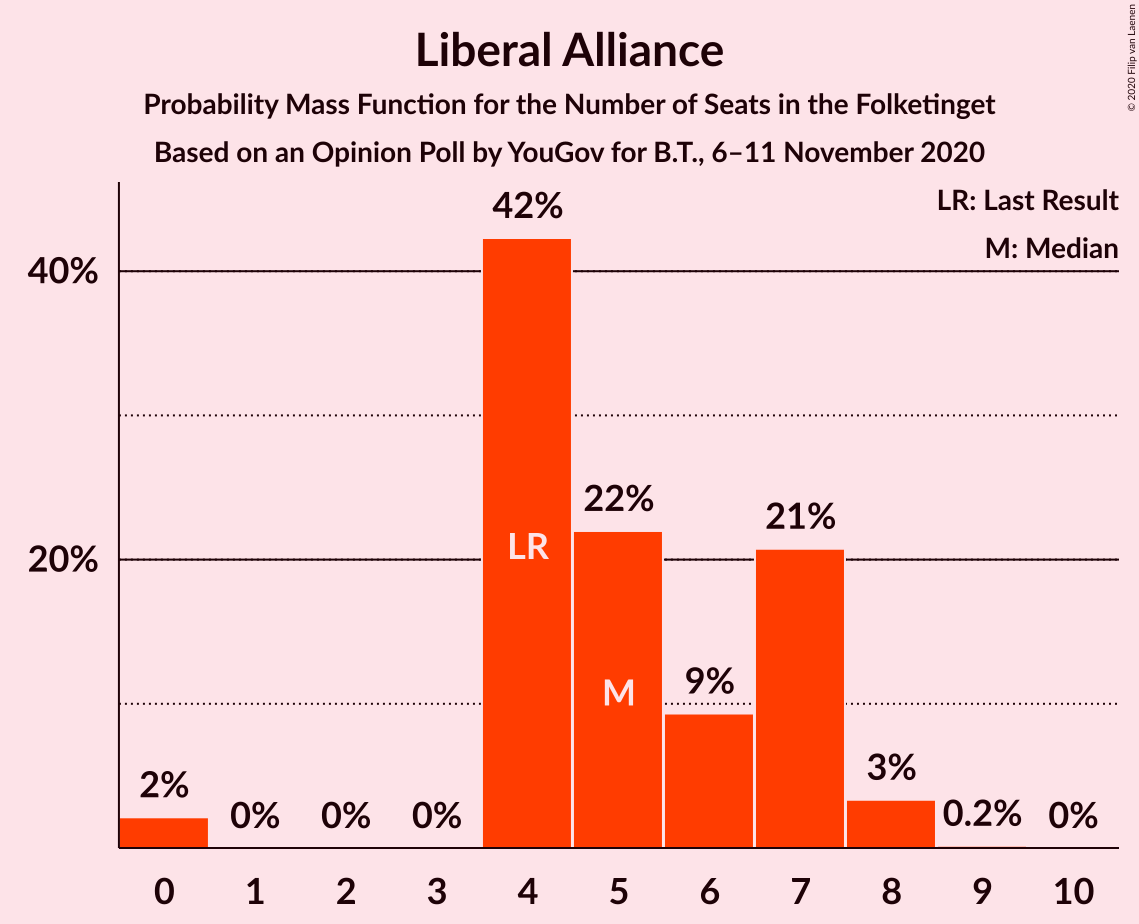 Liberal Alliance
Probability Mass Function for the Number of Seats in the Folketinget
Based on an Opinion Poll by YouGov for B.T., 6–11 November 2020
© 2020 Filip van Laenen
LR: Last Result
M: Median
40%
20%
2%
0%
0%
0%
42%
22%
9%
21%
3%
0.2%
0%
LR
M
0 1 2 3 4 5 6 7 8 9 10